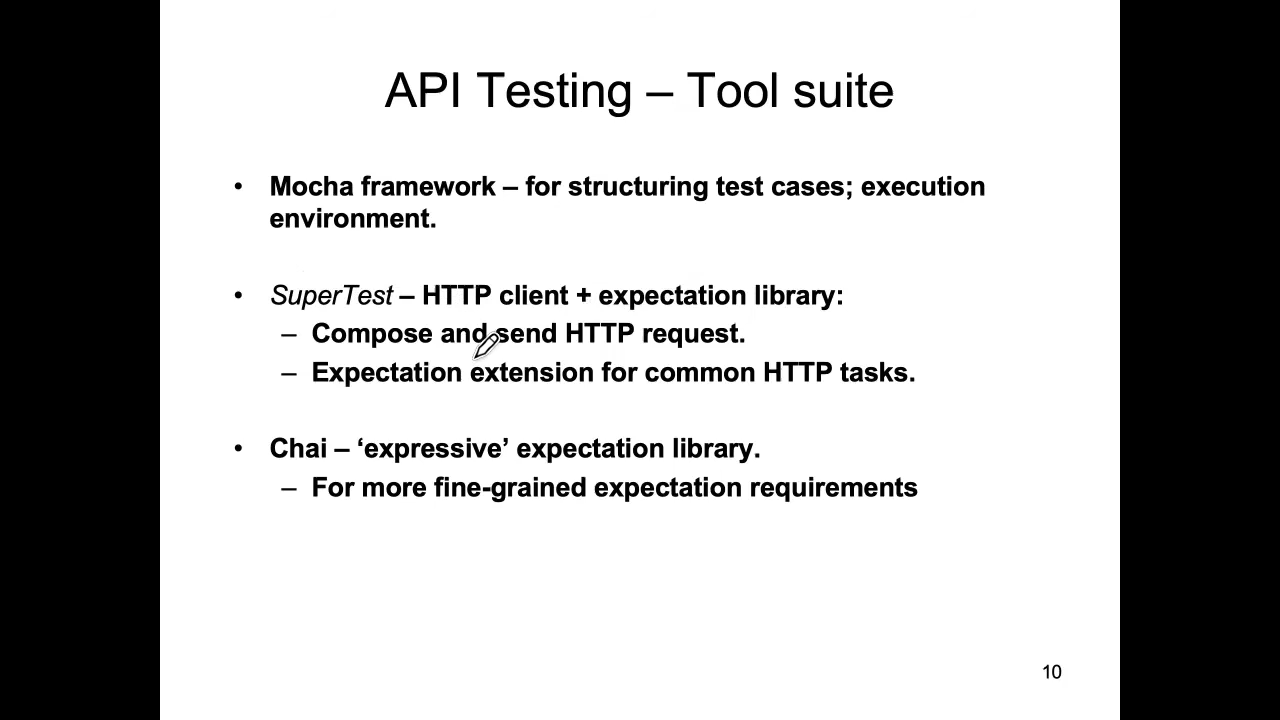 API Testing – Tool suite
• Mocha framework – for structuring test cases; execution
environment.
• SuperTest – HTTP client + expectation library:
– Compose and send HTTP request.
– Expectation extension for common HTTP tasks.
• Chai – ‘expressive’ expectation library.
– For more fine-grained expectation requirements
10